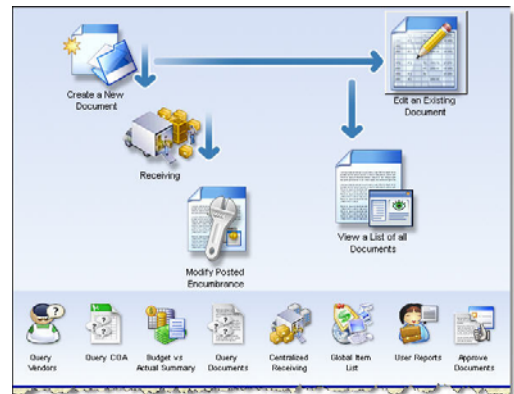 Create a New
Document
Edit an Existing
Document
Receiving
View a List of all
Documents
Modify Posted
Encumbrance
Query
Vendors
Query COA
Budget vs
Actual Summary
Query
Documents
Centralized
Receiving
Global Item
List
User Reports
Approve
Documents